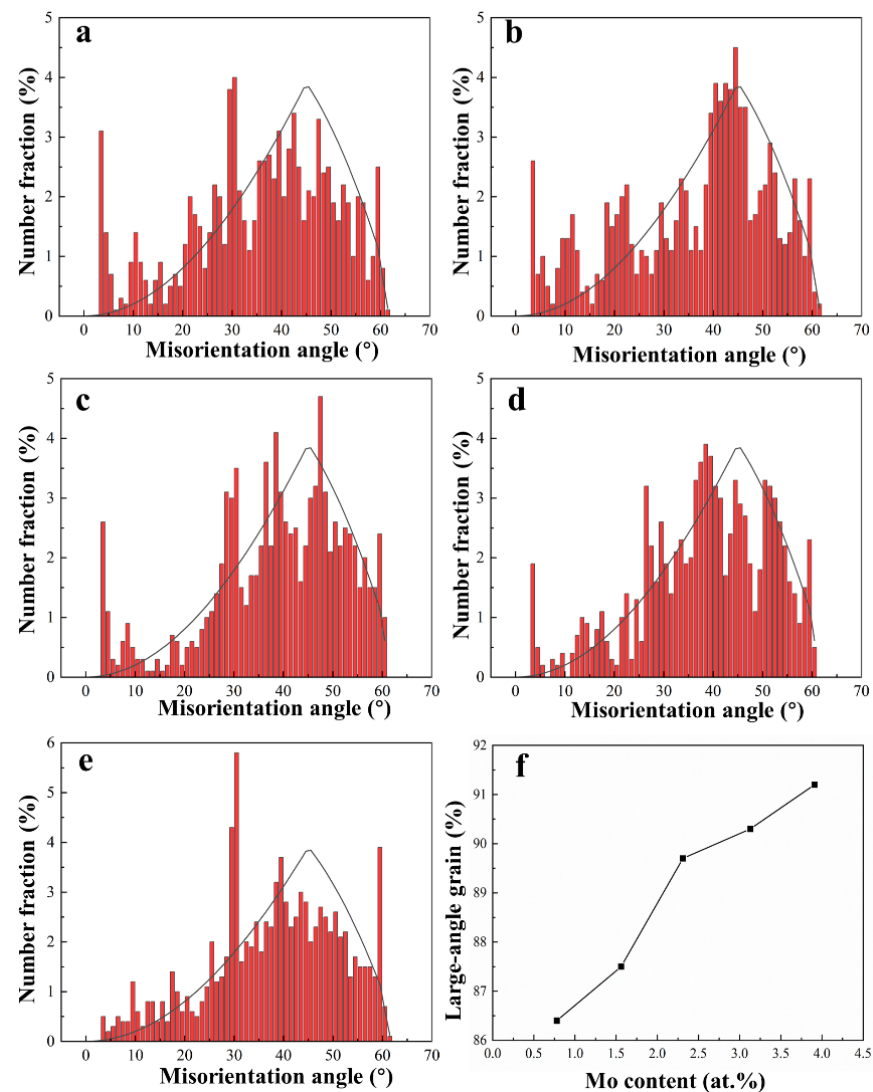 a
5
4
3
2
1
0
Number fraction (%)
0 10 20 30 40 50 60 70
Misorientation angle (°)
b
5
4
3
2
1
0
Number fraction (%)
0 10 20 30 40 50 60 70
Misorientation angle (°)
c
5
4
3
2
1
0
Number fraction (%)
0 10 20 30 40 50 60 70
Misorientation angle (°)
d
5
4
3
2
1
0
Number fraction (%)
0 10 20 30 40 50 60 70
Misorientation angle (°)
e
6
5
4
3
2
1
0
Number fraction (%)
0 10 20 30 40 50 60 70
Misorientation angle (°)
f
92
91
90
89
88
87
86
Large-angle grain (%)
0.0 0.5 1.0 1.5 2.0 2.5 3.0 3.5 4.0 4.5
Mo content (at.%)